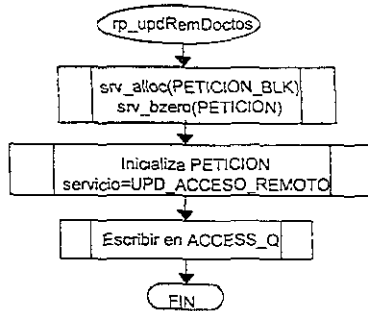 rp_updRemDoctos
srv_alloc(PETICION_BLK)
srv_bzero(PETICION)
Inicializa PETICION
servicio=UPD_ACCESO_REMOTO
Escribir en ACCESS_Q
FIN